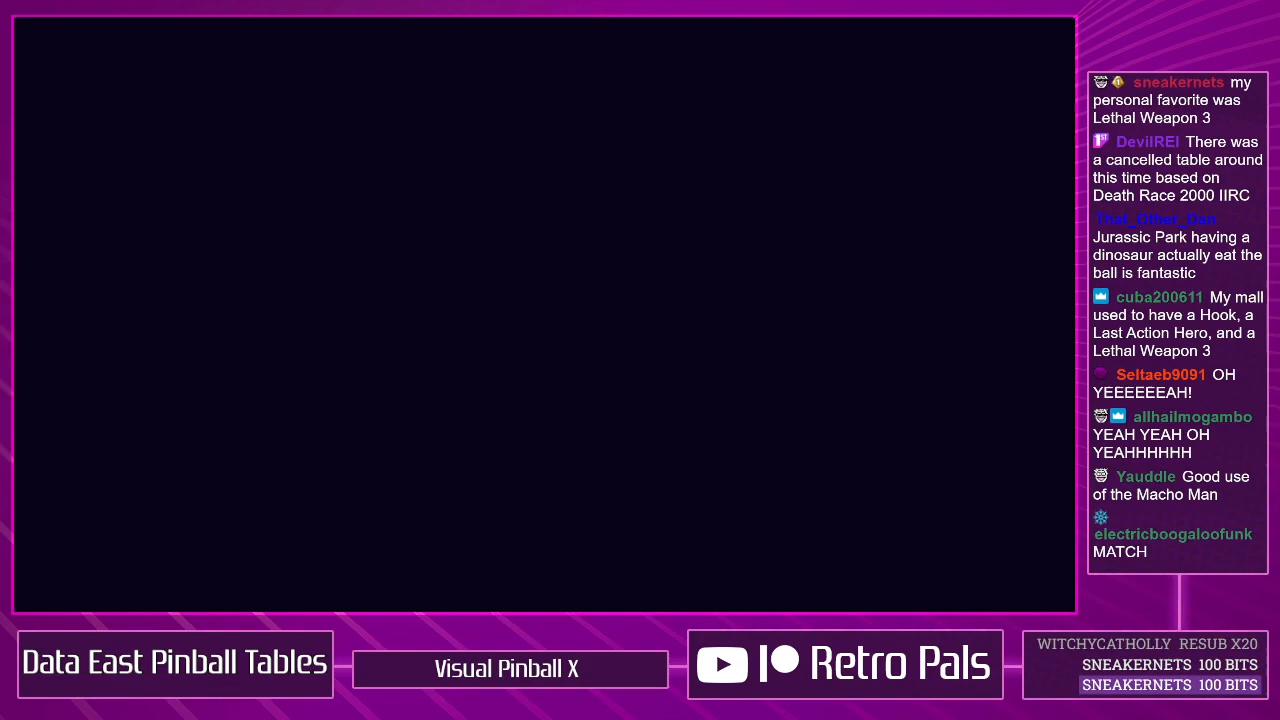 sneakernets my
personal favorite was
Lethal Weapon 3
DevilREI There was
a cancelled table around
this time based on
Death Race 2000 IIRC
That_Other_Dan
Jurassic Park having a
dinosaur actually eat the
ball is fantastic
cuba200611 My mall
used to have a Hook, a
Last Action Hero, and a
Lethal Weapon 3
Seltaeb9091 OH
YEEEEEEAH!
allhailmogambo
YEAH YEAH OH
YEAHHHHHH
Yauddle Good use
of the Macho Man
electricboogaloofunk
MATCH
Data East Pinball Tables
Visual Pinball X
Retro Pals
WITCHYCATHOLLY RESUB X20
SNEAKERNETS 100 BITS
SNEAKERNETS 100 BITS